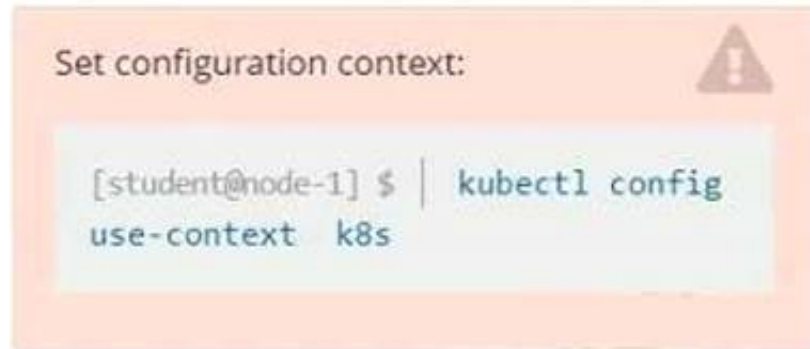 Set configuration context:
[student@node-1] $ | kubectl config
use-context k8s